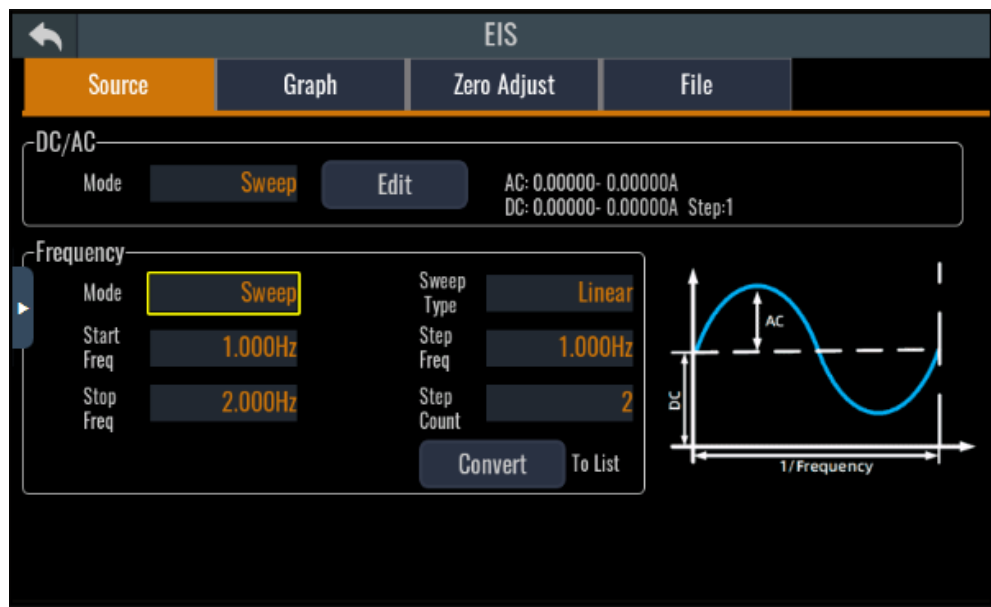 EIS
Source
Graph
Zero Adjust
File
DC/AC
Mode
Sweep
Edit
AC: 0.00000- 0.00000A
DC: 0.00000- 0.00000A Step:1
Frequency
Mode
Sweep
Sweep
Type
Linear
Start
Freq
1.000Hz
Step
Freq
1.000Hz
Stop
Freq
2.000Hz
Step
Count
2
Convert
To List
AC
DC
1/Frequency